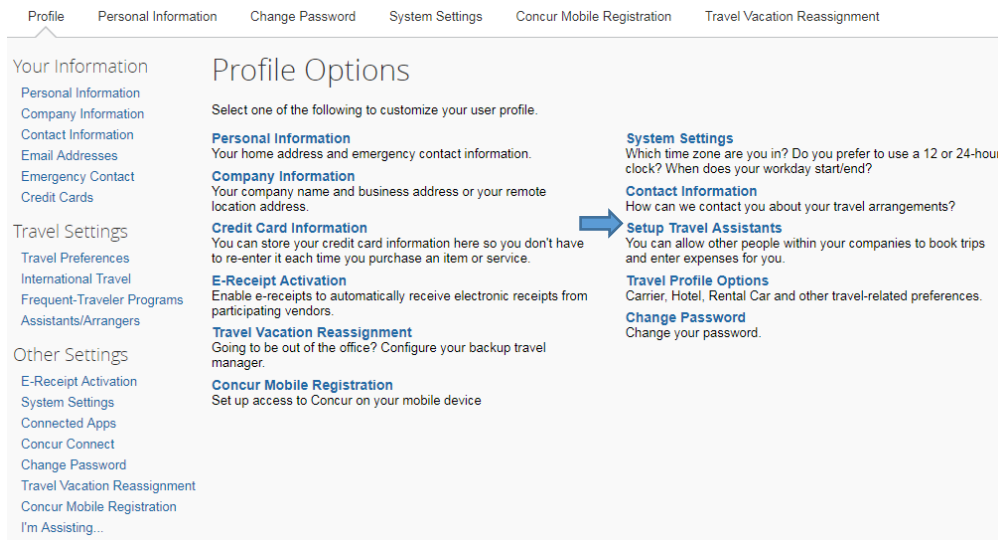 Profile Personal Information Change Password System Settings Concur Mobile Registration Travel Vacation Reassignment
Your Information
Personal Information
Company Information
Contact Information
Email Addresses
Emergency Contact
Credit Cards
Travel Settings
Travel Preferences
International Travel
Frequent-Traveler Programs
Assistants/Arrangers
Other Settings
E-Receipt Activation
System Settings
Connected Apps
Concur Connect
Change Password
Travel Vacation Reassignment
Concur Mobile Registration
I'm Assisting...
Profile Options
Select one of the following to customize your user profile.
Personal Information
Your home address and emergency contact information.
Company Information
Your company name and business address or your remote
location address.
Credit Card Information
You can store your credit card information here so you don't have
to re-enter it each time you purchase an item or service.
E-Receipt Activation
Enable e-receipts to automatically receive electronic receipts from
participating vendors.
Travel Vacation Reassignment
Going to be out of the office? Configure your backup travel
manager.
Concur Mobile Registration
Set up access to Concur on your mobile device
System Settings
Which time zone are you in? Do you prefer to use a 12 or 24-hour
clock? When does your workday start/end?
Contact Information
How can we contact you about your travel arrangements?
Setup Travel Assistants
You can allow other people within your companies to book trips
and enter expenses for you.
Travel Profile Options
Carrier, Hotel, Rental Car and other travel-related preferences.
Change Password
Change your password.